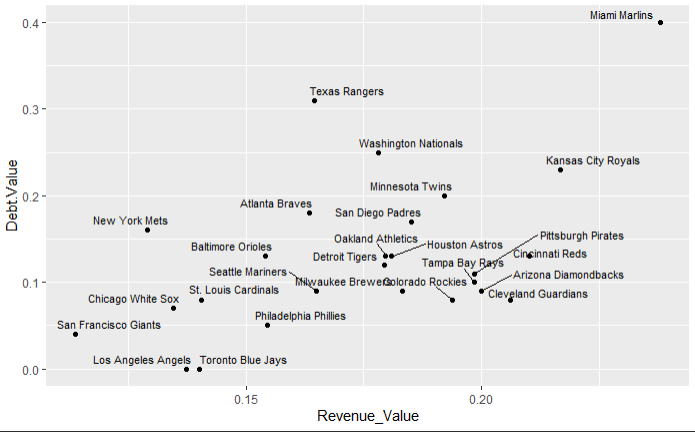 Miami Marlins
0.4
Texas Rangers
0.3
Washington Nationals
Kansas City Royals
Minnesota Twins
0.2
Atlanta Braves
San Diego Padres
New York Mets
Oakland Athletics
Pittsburgh Pirates
Baltimore Orioles
Houston Astros
Detroit Tigers
Cincinnati Reds
Tampa Bay Rays
Seattle Mariners
Arizona Diamondbacks
0.1
Milwaukee Brewers
Colorado Rockies
St. Louis Cardinals
Cleveland Guardians
Chicago White Sox
Philadelphia Phillies
San Francisco Giants
Los Angeles Angels
Toronto Blue Jays
0.0
0.15
0.20
Revenue_Value
Debt.Value